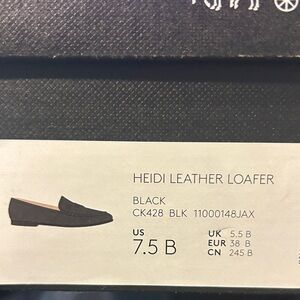 HEIDI LEATHER LOAFER
BLACK
CK428 BLK 11000148JAX
US UK 5.5 B
7.5 B EUR 38 B
CN 245 B